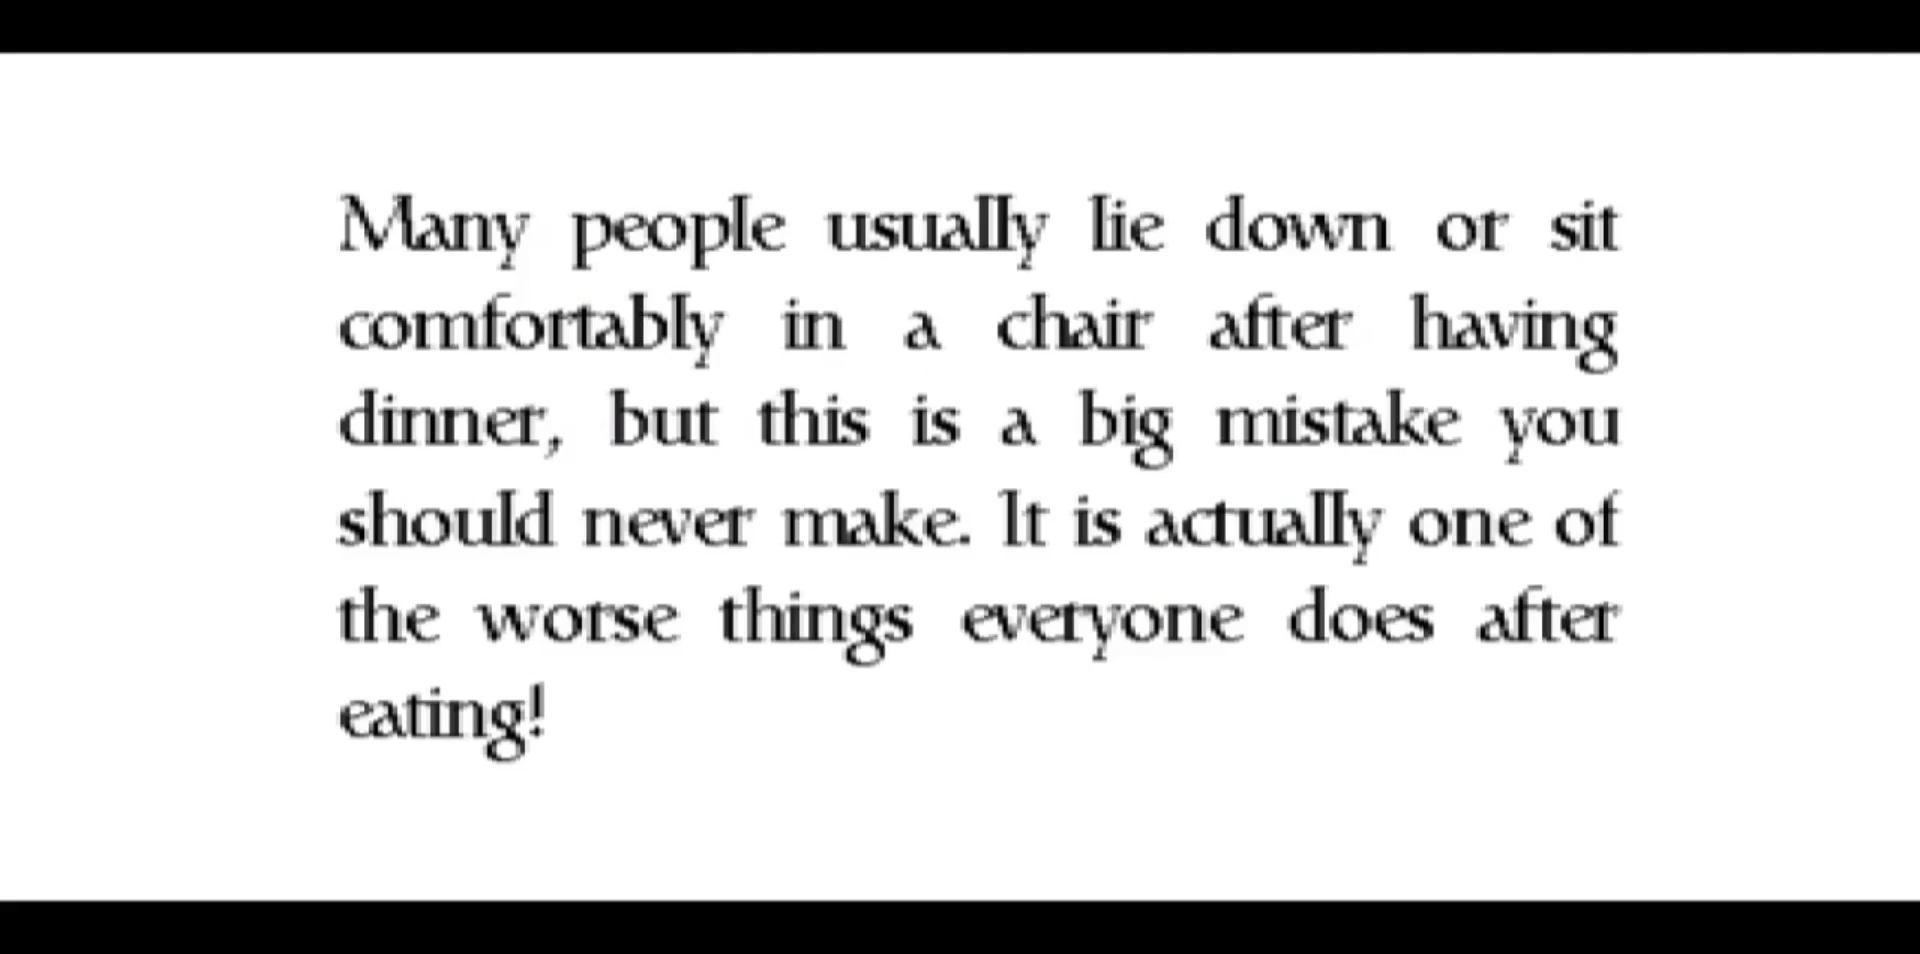 Many people usually lie down or sit
comfortably in a chair after having
dinner, but this is a big mistake you
should never make. It is actually one of
the worse things everyone does after
eating!